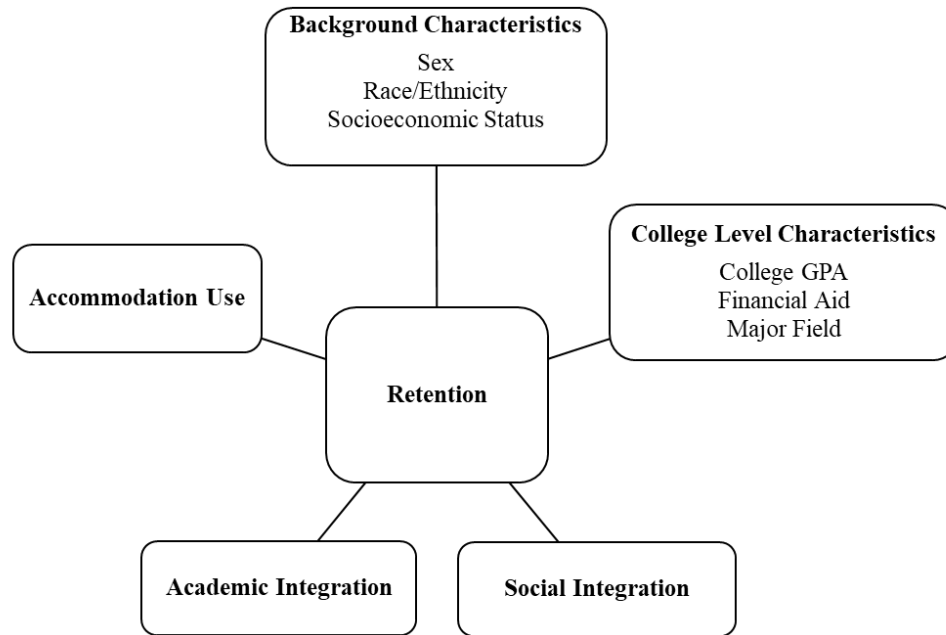 Background Characteristics
Sex
Race/Ethnicity
Socioeconomic Status
College Level Characteristics
College GPA
Financial Aid
Major Field
Accommodation Use
Retention
Academic Integration
Social Integration